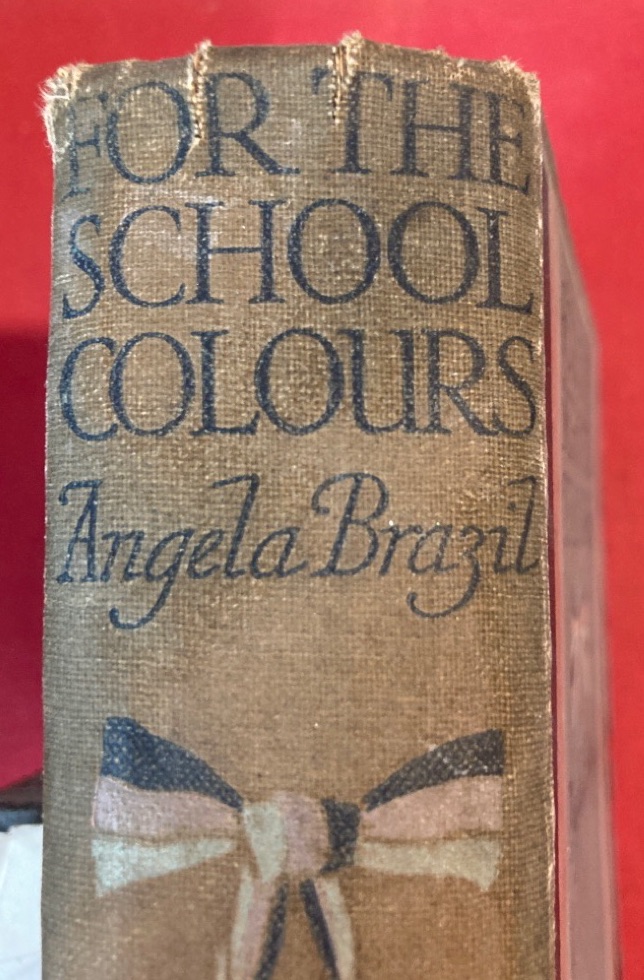 FOR THE
SCHOOL
COLOURS
Angela Brazil